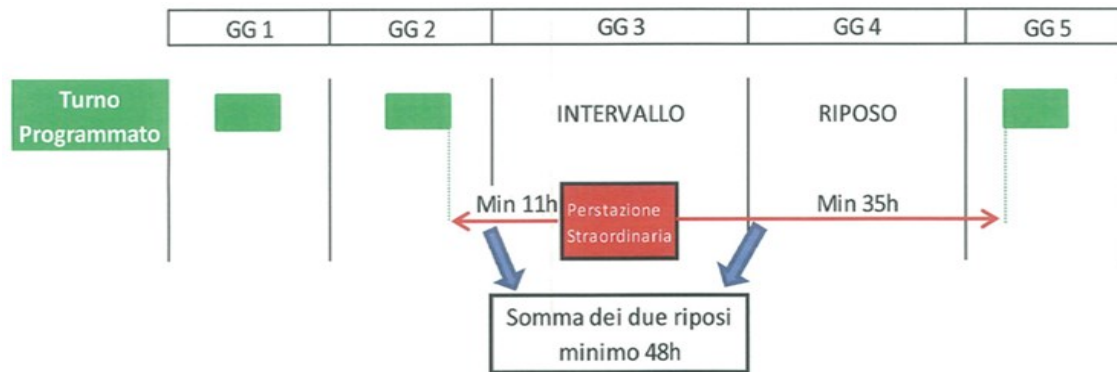 GG 1 GG 2 GG 3 GG 4 GG 5
Turno
Programmato
INTERVALLO RIPOSO
Min 11h Perstazione Min 35h
Straordinaria
Somma dei due riposi
minimo 48h